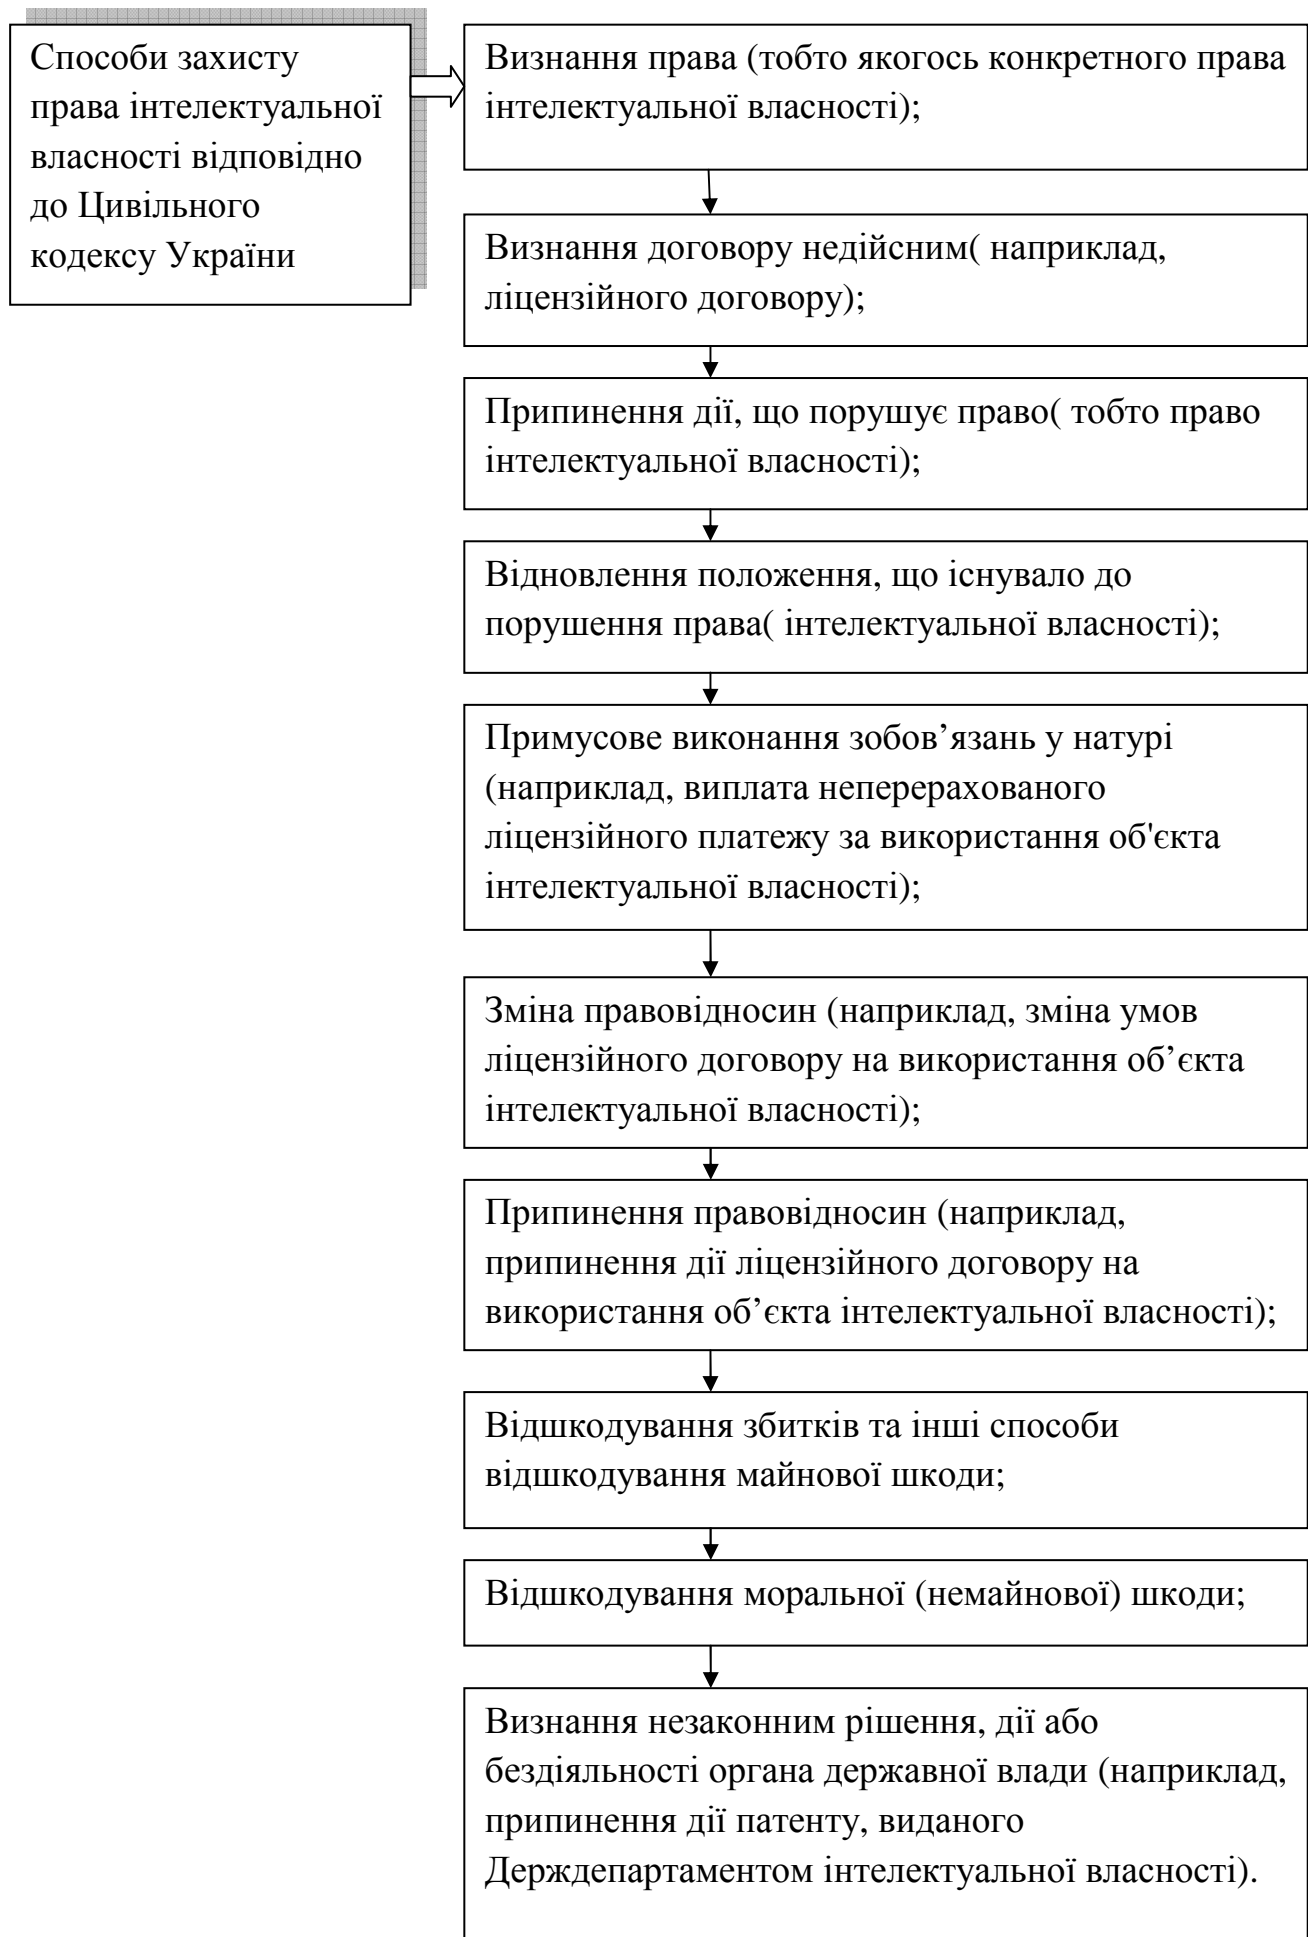 Способи захисту
права інтелектуальної
власності відповідно
до Цивільного
кодексу України
Визнання права (тобто якогось конкретного права
інтелектуальної власності);
Визнання договору недійсним( наприклад,
ліцензійного договору);
Припинення дії, що порушує право( тобто право
інтелектуальної власності);
Відновлення положення, що існувало до
порушення права( інтелектуальної власності);
Примусове виконання зобов’язань у натурі
(наприклад, виплата неперерахованого
ліцензійного платежу за використання об'єкта
інтелектуальної власності);
Зміна правовідносин (наприклад, зміна умов
ліцензійного договору на використання об’єкта
інтелектуальної власності);
Припинення правовідносин (наприклад,
припинення дії ліцензійного договору на
використання об’єкта інтелектуальної власності);
Відшкодування збитків та інші способи
відшкодування майнової шкоди;
Відшкодування моральної (немайнової) шкоди;
Визнання незаконним рішення, дії або
бездіяльності органа державної влади (наприклад,
припинення дії патенту, виданого
Держдепартаментом інтелектуальної власності).